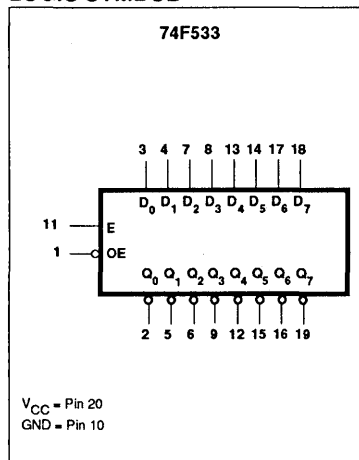 74F533
3 4 7 8 13 14 17 18
D0 D1 D2 D3 D4 D5 D6 D7
11 E
1 OE
Q0 Q1 Q2 Q3 Q4 Q5 Q6 Q7
2 5 6 9 12 15 16 19
VCC = Pin 20
GND = Pin 10